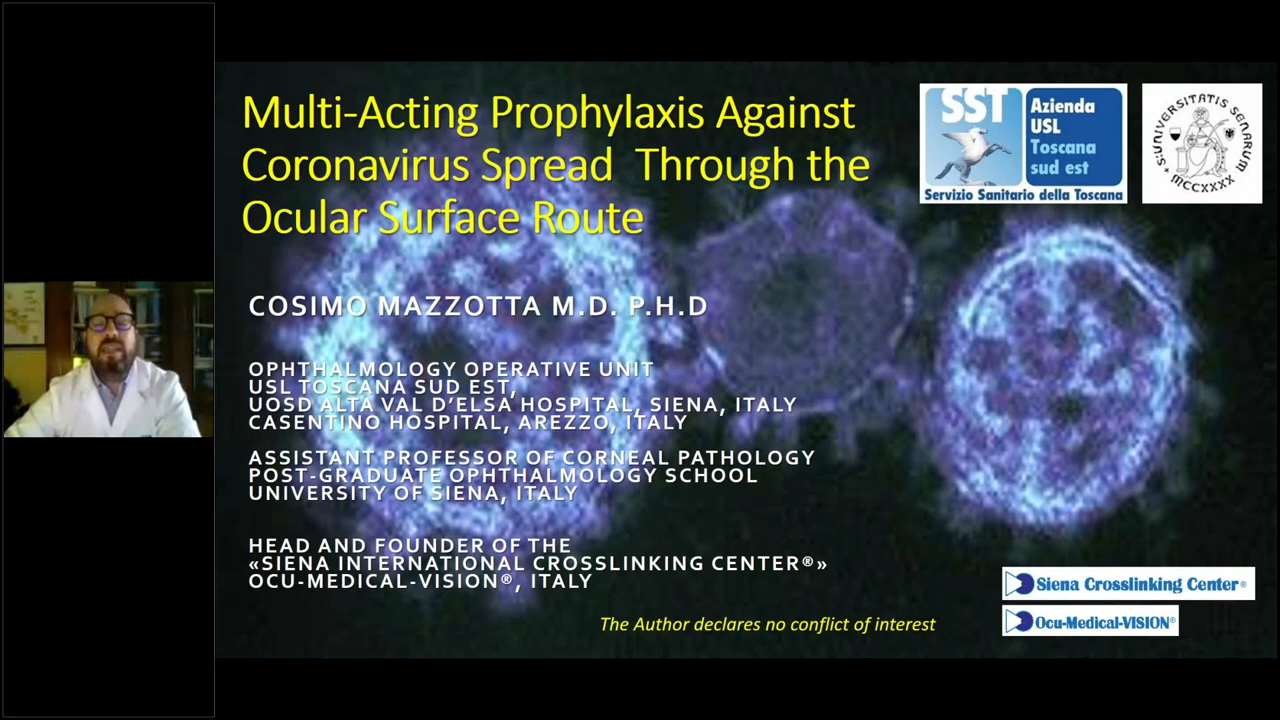 Multi-Acting Prophylaxis Against
Coronavirus Spread Through the
Ocular Surface Route
COSIMO MAZZOTTA M.D. P.H.D
OPHTHALMOLOGY OPERATIVE UNIT
USL TOSCANA SUD EST,
UOSD ALTA VAL D'ELSA HOSPITAL, SIENA, ITALY
CASENTINO HOSPITAL, AREZZO, ITALY
ASSISTANT PROFESSOR OF CORNEAL PATHOLOGY
POST-GRADUATE OPHTHALMOLOGY SCHOOL
UNIVERSITY OF SIENA, ITALY
HEAD AND FOUNDER OF THE
«SIENA INTERNATIONAL CROSSLINKING CENTER®»
OCU-MEDICAL-VISION®, ITALY
The Author declares no conflict of interest
SST
Azienda
USL
Toscana
sud est
Servizio Sanitario della Toscana
S·UNIVERSITATIS SENARUM
MCCXXXX
Siena Crosslinking Center®
Ocu-Medical-VISION®